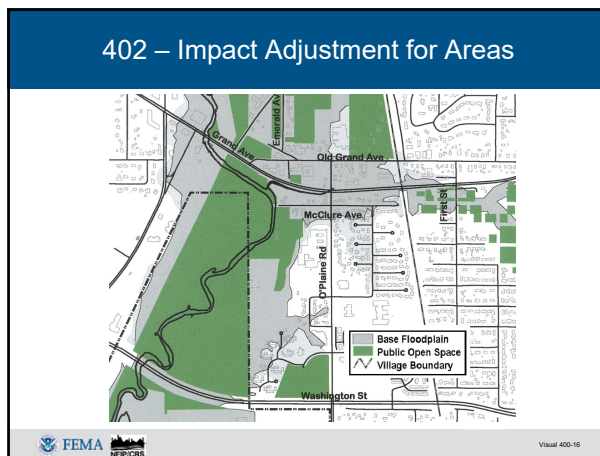 402 – Impact Adjustment for Areas
Emerald Av
Grand Ave
Old Grand Ave
First St
McClure Ave
O'Plaine Rd
Base Floodplain
Public Open Space
Village Boundary
Washington St
FEMA
NFIP/CRS
Visual 400-16